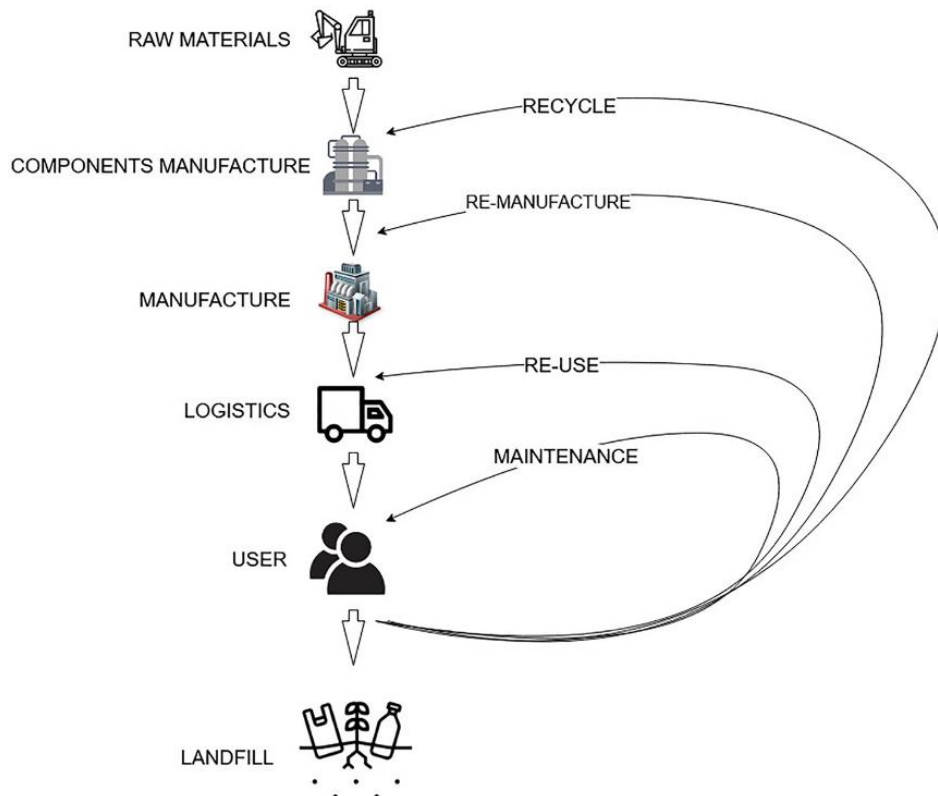 RAW MATERIALS
RECYCLE
COMPONENTS MANUFACTURE
RE-MANUFACTURE
MANUFACTURE
RE-USE
LOGISTICS
MAINTENANCE
USER
LANDFILL